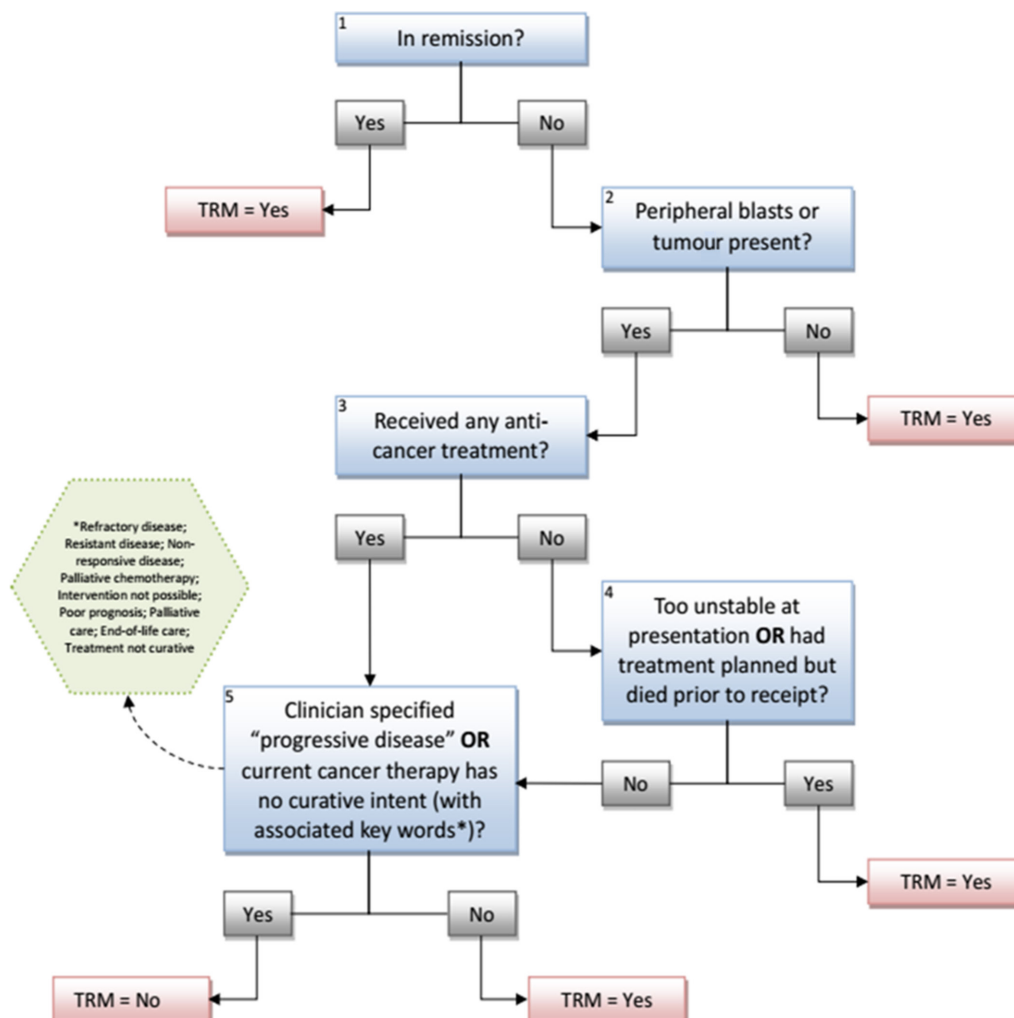 1
In remission?
Yes
No
TRM = Yes
2
Peripheral blasts or
tumour present?
Yes
No
TRM = Yes
3
Received any anti-
cancer treatment?
Yes
No
*Refractory disease;
Resistant disease; Non-
responsive disease;
Palliative chemotherapy;
Intervention not possible;
Poor prognosis; Palliative
care; End-of-life care;
Treatment not curative
4
Too unstable at
presentation OR had
treatment planned but
died prior to receipt?
5
Clinician specified
“progressive disease” OR
current cancer therapy has
no curative intent (with
associated key words*)?
No
Yes
TRM = Yes
Yes
No
TRM = No
TRM = Yes